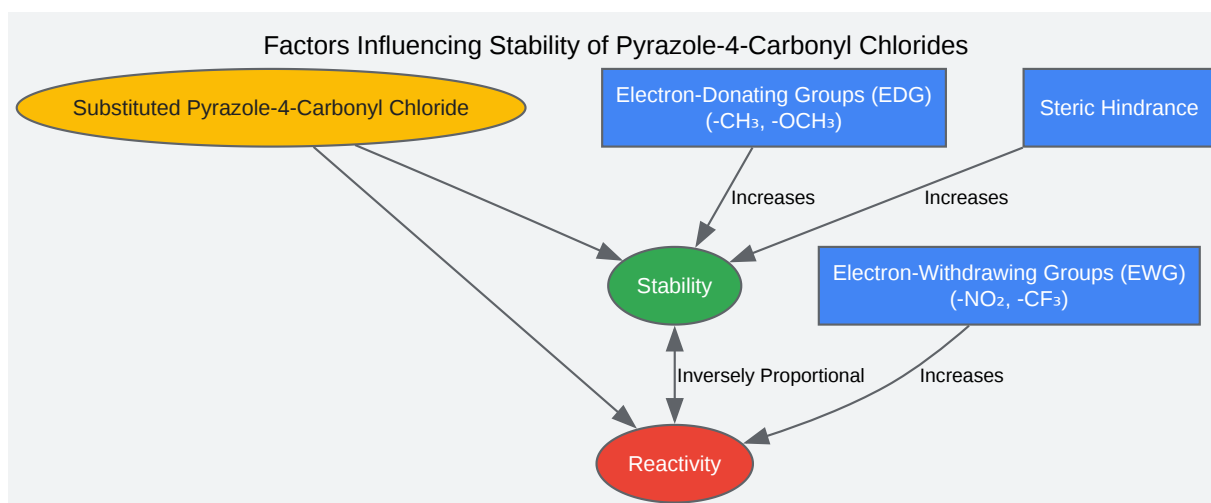 Factors Influencing Stability of Pyrazole-4-Carbonyl Chlorides
Substituted Pyrazole-4-Carbonyl Chloride
Electron-Donating Groups (EDG)
(-CH₃, -OCH₃)
Steric Hindrance
Increases
Increases
Stability
Electron-Withdrawing Groups (EWG)
(-NO₂, -CF₃)
Inversely Proportional
Increases
Reactivity